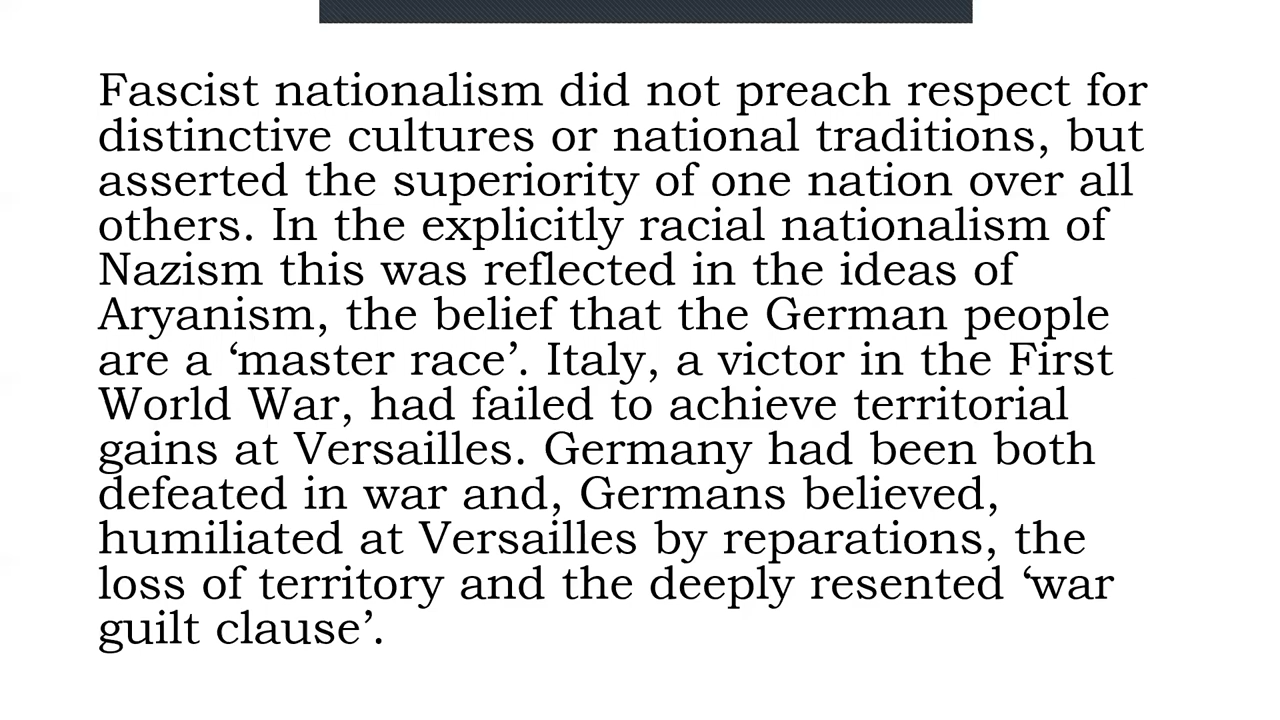 Fascist nationalism did not preach respect for
distinctive cultures or national traditions, but
asserted the superiority of one nation over all
others. In the explicitly racial nationalism of
Nazism this was reflected in the ideas of
Aryanism, the belief that the German people
are a ‘master race’. Italy, a victor in the First
World War, had failed to achieve territorial
gains at Versailles. Germany had been both
defeated in war and, Germans believed,
humiliated at Versailles by reparations, the
loss of territory and the deeply resented ‘war
guilt clause’.